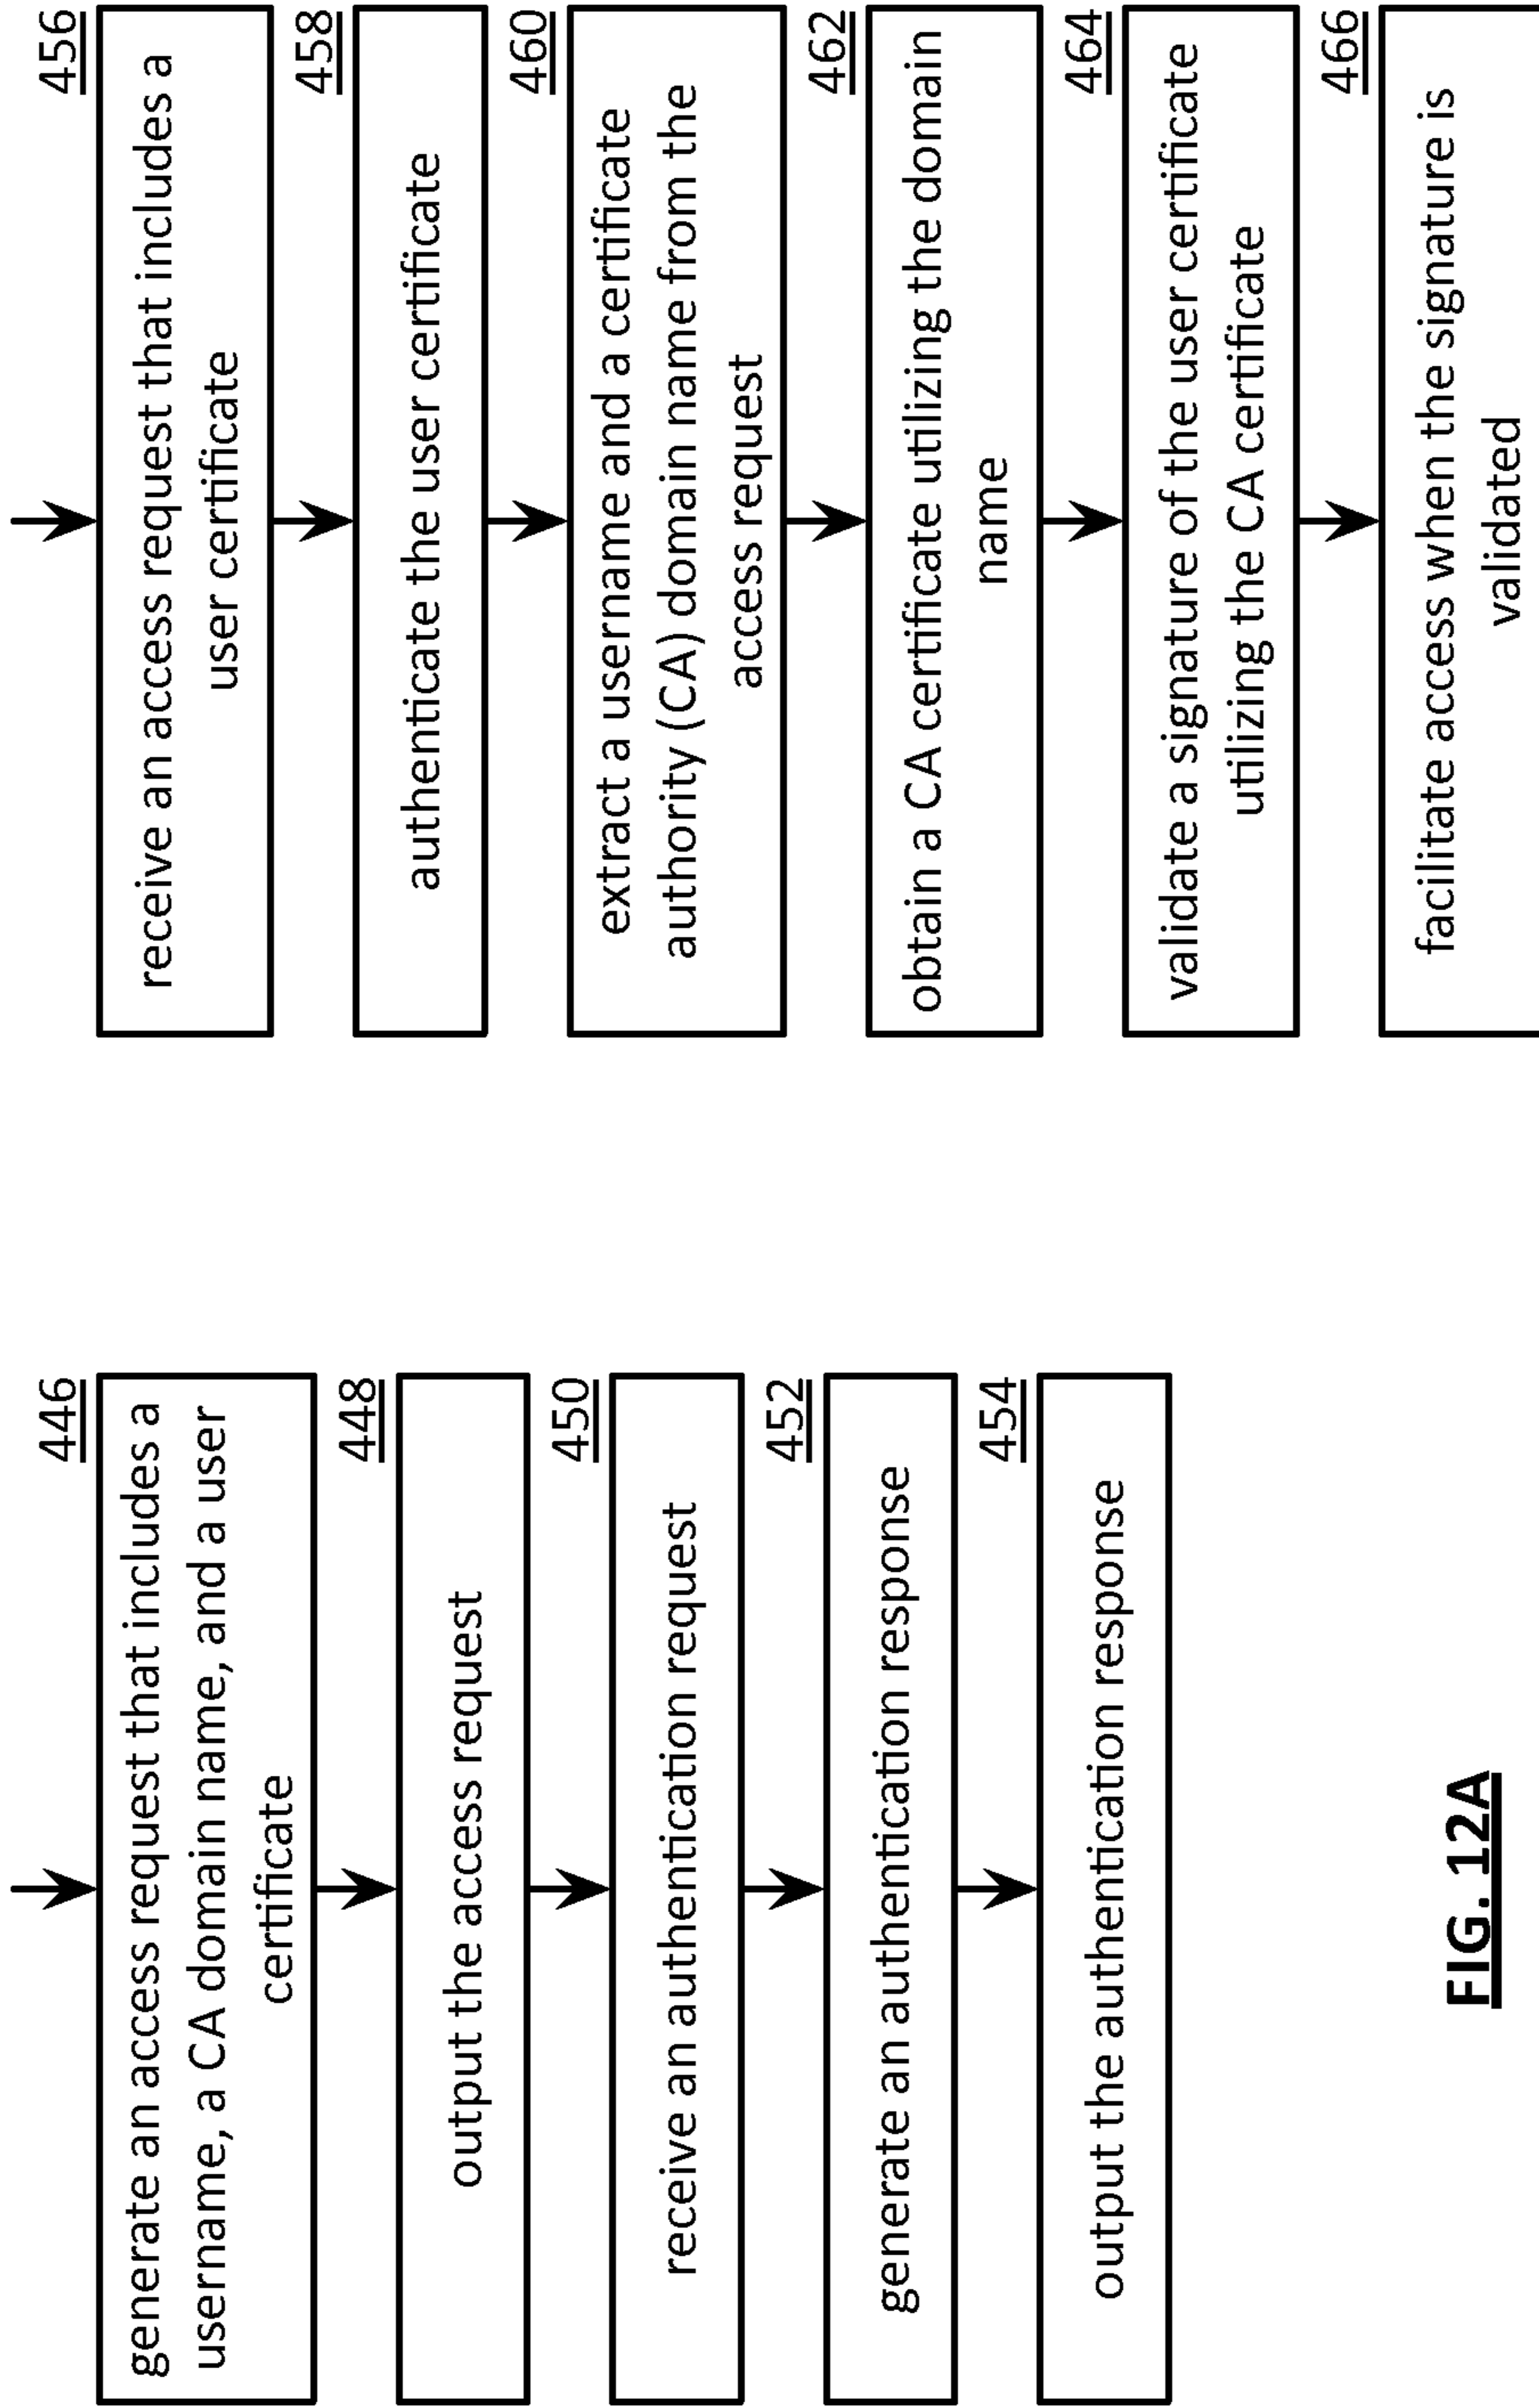 446
generate an access request that includes a
username, a CA domain name, and a user
certificate
448
output the access request
450
receive an authentication request
452
generate an authentication response
454
output the authentication response
FIG. 12A
456
receive an access request that includes a
user certificate
458
authenticate the user certificate
460
extract a username and a certificate
authority (CA) domain name from the
access request
462
obtain a CA certificate utilizing the domain
name
464
validate a signature of the user certificate
utilizing the CA certificate
466
facilitate access when the signature is
validated